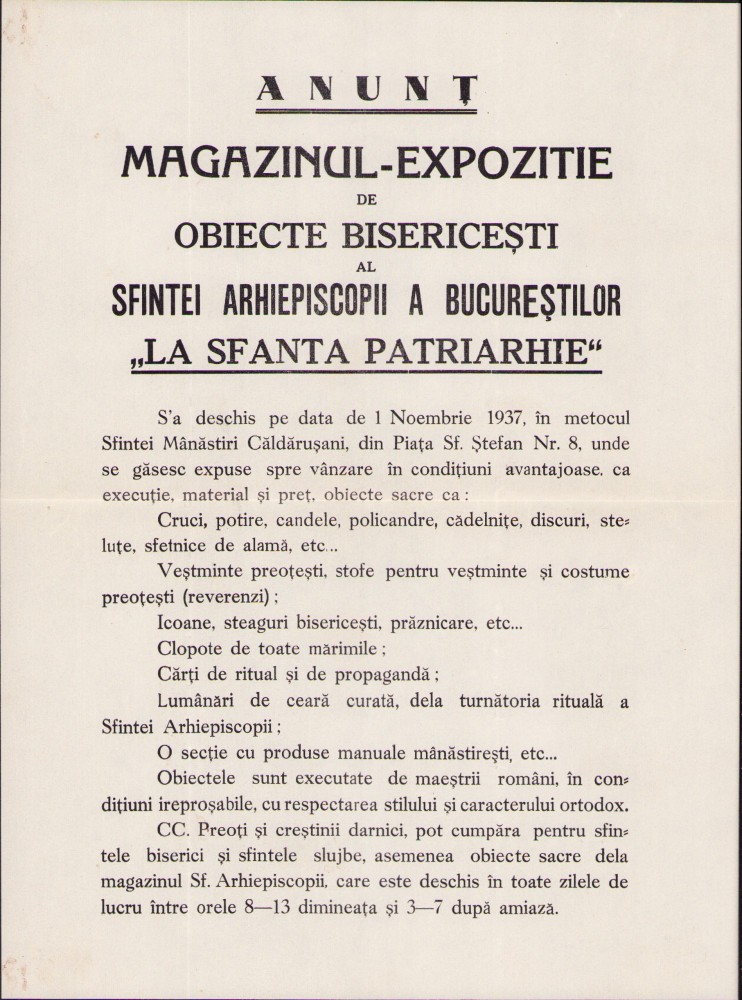 ANUNȚ
MAGAZINUL-EXPOZITIE
DE
OBIECTE BISERICEȘTI
AL
SFINTEI ARHIEPISCOPII A BUCUREȘTILOR
„LA SFANTA PATRIARHIE“
S'a deschis pe data de 1 Noembrie 1937, în metocul
Sfintei Mânăstiri Căldărușani, din Piața Sf. Ștefan Nr. 8, unde
se găsesc expuse spre vânzare în condițiuni avantajoase, ca
execuție, material și preț, obiecte sacre ca :
Cruci, potire, candele, policandre, cădelnițe, discuri, ste=
luțe, sfetnice de alamă, etc...
Veștminte preoțești, stofe pentru veștminte și costume
preoțești (reverenzi) ;
Icoane, steaguri bisericești, prăznicare, etc...
Clopote de toate mărimile ;
Cărți de ritual și de propagandă ;
Lumânări de ceară curată, dela turnătoria rituală a
Sfintei Arhiepiscopii ;
O secție cu produse manuale mânăstirești, etc...
Obiectele sunt executate de maeștrii români, în con=
dițiuni ireproșabile, cu respectarea stilului și caracterului ortodox.
CC. Preoți și creștinii darnici, pot cumpăra pentru sfin=
tele biserici și sfintele slujbe, asemenea obiecte sacre dela
magazinul Sf. Arhiepiscopii, care este deschis în toate zilele de
lucru între orele 8—13 dimineața și 3—7 după amiază.